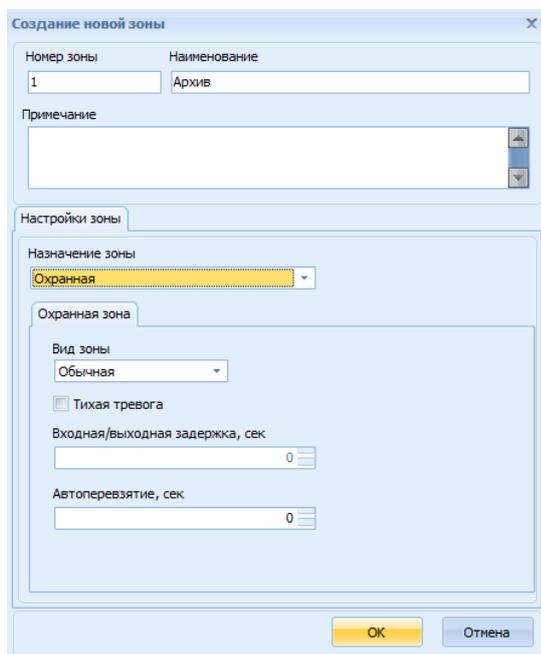 Создание новой зоны x
Номер зоны Наименование
1 Архив
Примечание
Настройки зоны
Назначение зоны
Охранная
Охранная зона
Вид зоны
Обычная
Тихая тревога
Входная/выходная задержка, сек
0
Автоперевзятие, сек
0
ОК Отмена